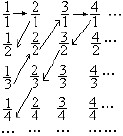 1/1 → 2/1 3/1 → 4/1 ...
1/2 2/2 3/2 4/2 ...
1/3 2/3 3/3 4/3 ...
1/4 2/4 3/4 4/4 ...
... ... ... ......